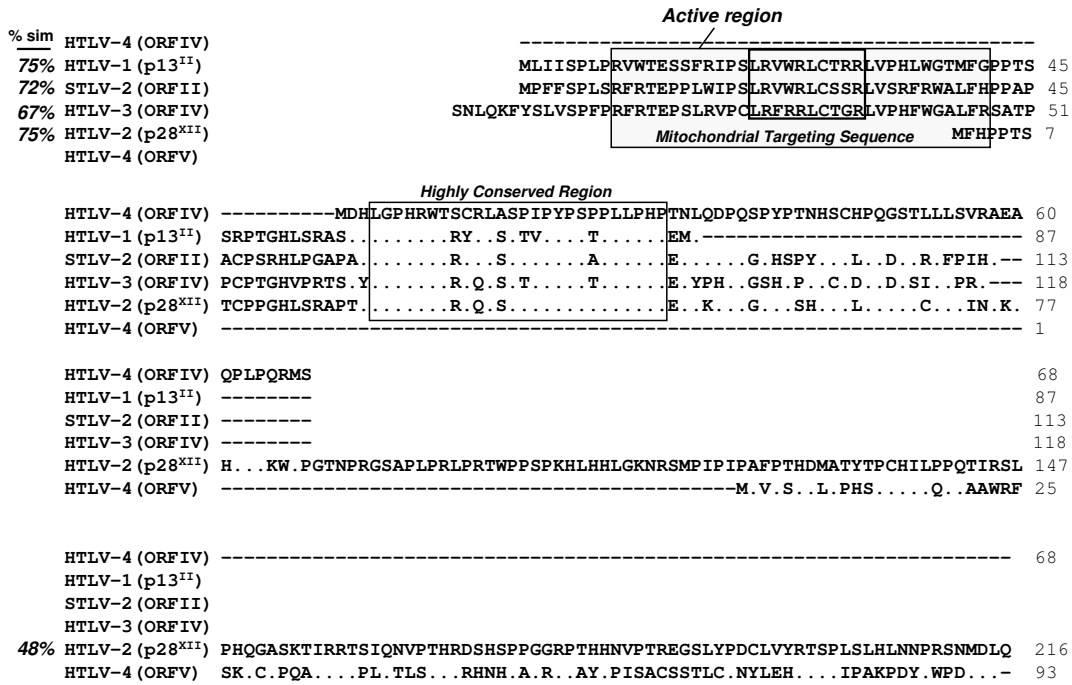 Active region
% sim
HTLV-4 (ORFIV) ----------------------------------------------------
75% HTLV-1 (p13II) MLIISPLPRVWTESSFRIPSLRVWRLCTRRLVPHLWGTMFGPPTS 45
72% STLV-2 (ORFII) MPFFSPLSRFRTEPPLWIPSLRVWRLCSSRLVSRFRWALFHPPAP 45
67% HTLV-3 (ORFIV) SNLQKFYSLVSPFPRFRTEPSLRVPCLRFRRLCTGRLVPHFWGALFRSATP 51
75% HTLV-2 (p28XII) Mitochondrial Targeting Sequence MFHPPTS 7
HTLV-4 (ORFV)
Highly Conserved Region
HTLV-4 (ORFIV) ----------MDHLGPHRWTSCRLASPIPYPSPPLLPHPTNLQDPQSPYPTNHSCHPQGSTLLLSVRAEA 60
HTLV-1 (p13II) SRPTGHLSRAS.........RY..S.TV....T......EM.---------------------------- 87
STLV-2 (ORFII) ACPSRHLPGAPA........R...S.......A......E.......G.HSPY...L..D..R.FPIH.-- 113
HTLV-3 (ORFIV) PCPTGHVPRTS.Y.......R.Q.S.T.....T......E.YPH..GSH.P..C.D..D.SI..PR.--- 118
HTLV-2 (p28XII) TCPPGHLSRAPT........R.Q.S..............E..K...G...SH......C...IN.K. 77
HTLV-4 (ORFV) ---------------------------------------------------------------------- 1
HTLV-4 (ORFIV) QPLPQRMS 68
HTLV-1 (p13II) -------- 87
STLV-2 (ORFII) -------- 113
HTLV-3 (ORFIV) -------- 118
HTLV-2 (p28XII) H...KW.PGTNPRGSAPLPRLPRTWPPSPKHLHHLGKNRSMPIPIPAFPTHDMATYTPCHILPPQTIRSL 147
HTLV-4 (ORFV) ---------------------------------------------M.V.S..L.PHS.....Q..AAWRF 25
HTLV-4 (ORFIV) --------------------------------------------------------------------- 68
HTLV-1 (p13II)
STLV-2 (ORFII)
HTLV-3 (ORFIV)
48% HTLV-2 (p28XII) PHQGASKTIRRTSIQNVPTHRDSHSPPGGRPTHHNVPTREGSLYPDCLVYRTSPLSLHLNNPRSNMDLQ 216
HTLV-4 (ORFV) SK.C.PQA....PL.TLS...RHNH.A.R..AY.PISACSSTLC.NYLEH...IPAKPDY.WPD...- 93